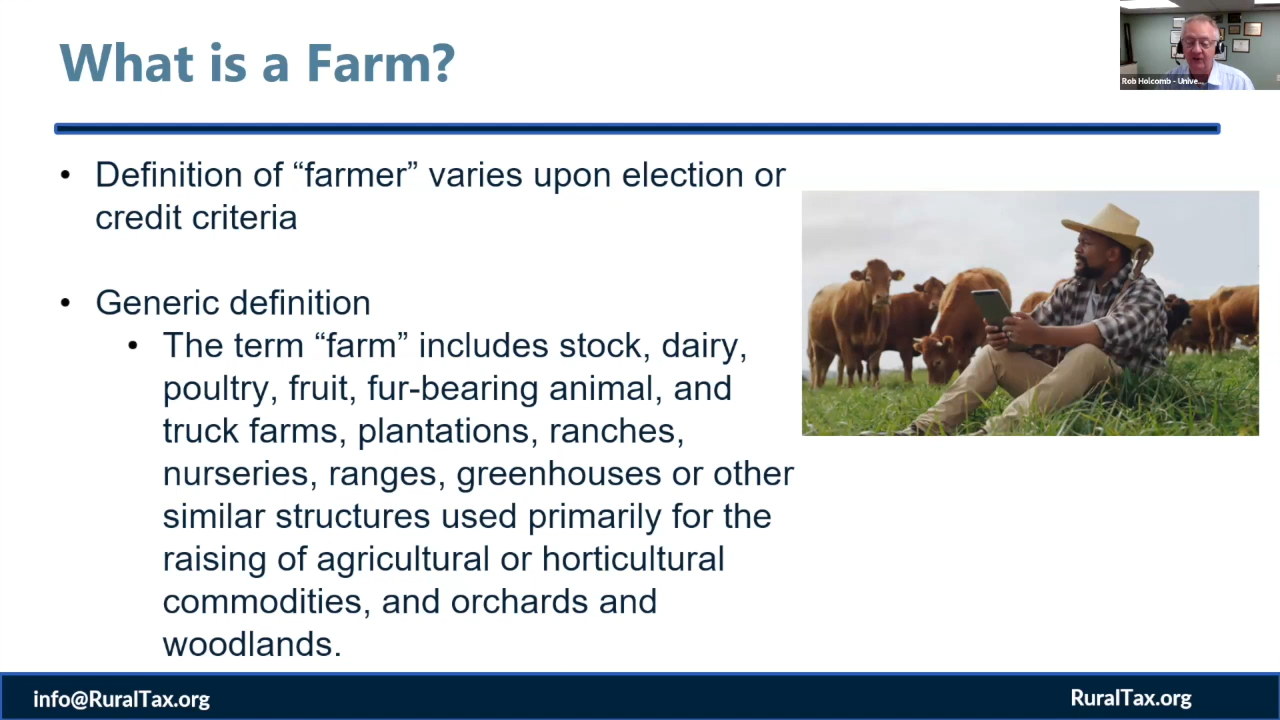 What is a Farm?
Rob Holcomb - Unive...
• Definition of “farmer” varies upon election or
credit criteria
• Generic definition
• The term “farm” includes stock, dairy,
poultry, fruit, fur-bearing animal, and
truck farms, plantations, ranches,
nurseries, ranges, greenhouses or other
similar structures used primarily for the
raising of agricultural or horticultural
commodities, and orchards and
woodlands.
info@RuralTax.org
RuralTax.org